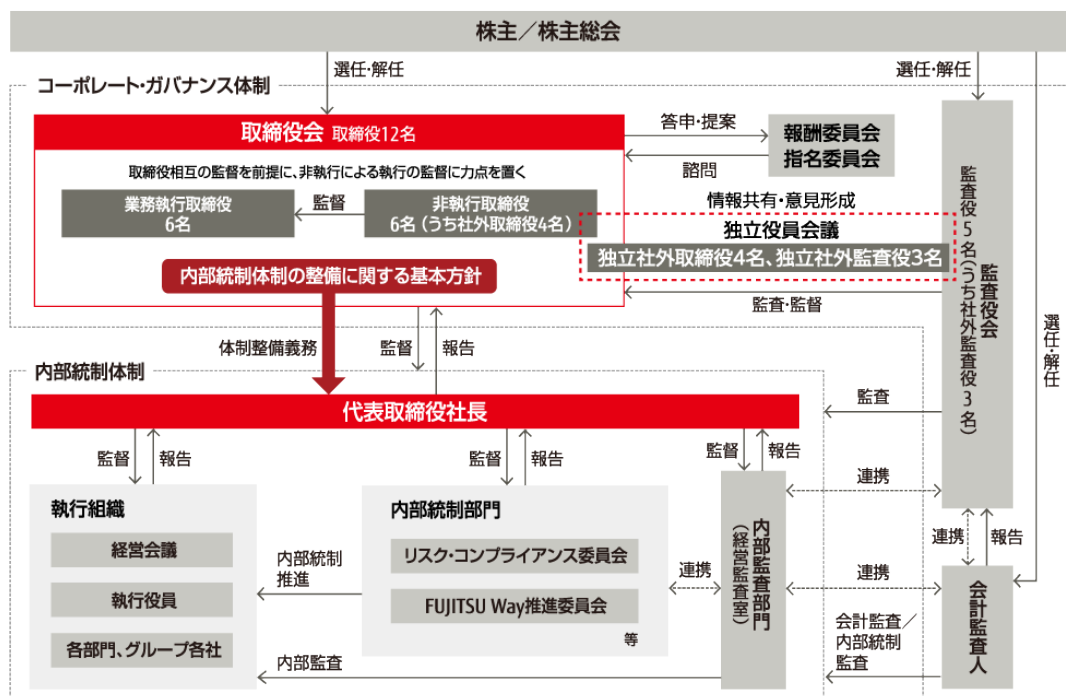 株主／株主総会
選任・解任
選任・解任
コーポレート・ガバナンス体制
取締役会 取締役12名
取締役相互の監督を前提に、非執行による執行の監督に力点を置く
業務執行取締役
6名
監督
非執行取締役
6名（うち社外取締役4名）
内部統制体制の整備に関する基本方針
答申・提案
諮問
報酬委員会
指名委員会
情報共有・意見形成
独立役員会議
独立社外取締役4名、独立社外監査役3名
監査・監督
監査役会
監査役5名（うち社外監査役3名）
選任・解任
体制整備義務
監督
報告
内部統制体制
代表取締役社長
監査
監督
報告
監督
報告
監督
報告
執行組織
経営会議
執行役員
各部門、グループ各社
内部統制
推進
内部統制部門
リスク・コンプライアンス委員会
FUJITSU Way推進委員会
等
連携
内部監査部門
（経営監査室）
連携
連携
連携
報告
会計監査人
会計監査／
内部統制
監査
内部監査